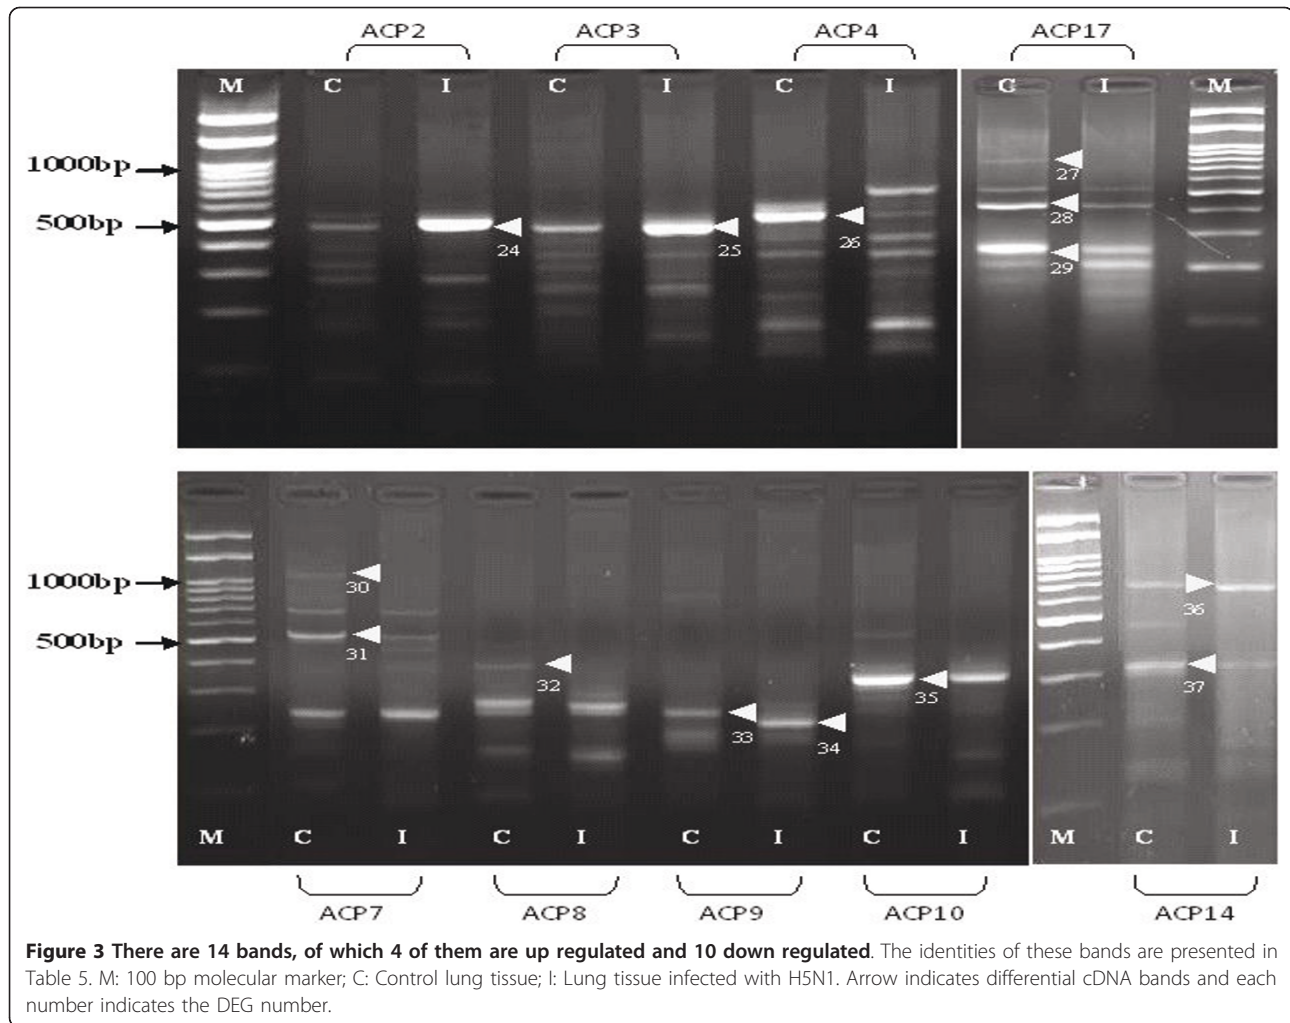 ACP2 ACP3 ACP4 ACP17
M C I C I C I C I M
1000bp
27
500bp
28
24 25 26
29
1000bp
30
36
500bp
31
32
37
35
33 34
M C I C I C I C I M C I
ACP7 ACP8 ACP9 ACP10 ACP14
Figure 3 There are 14 bands, of which 4 of them are up regulated and 10 down regulated. The identities of these bands are presented in
Table 5. M: 100 bp molecular marker; C: Control lung tissue; I: Lung tissue infected with H5N1. Arrow indicates differential cDNA bands and each
number indicates the DEG number.